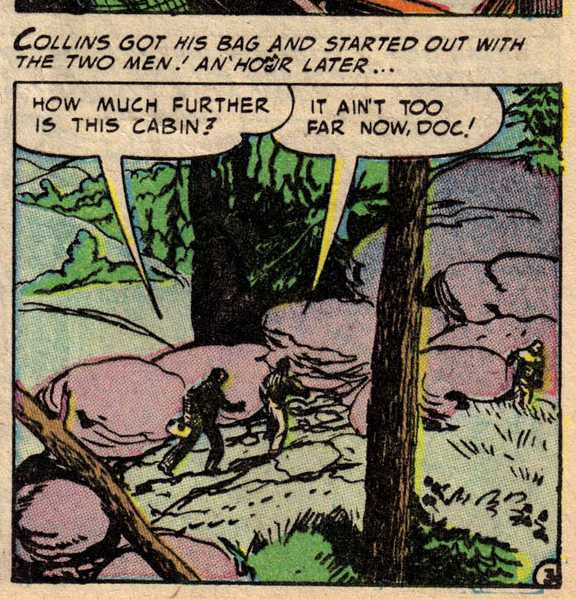 COLLINS GOT HIS BAG AND STARTED OUT WITH
THE TWO MEN! AN HOUR LATER...
HOW MUCH FURTHER
IS THIS CABIN?
IT AIN'T TOO
FAR NOW, DOC!
3